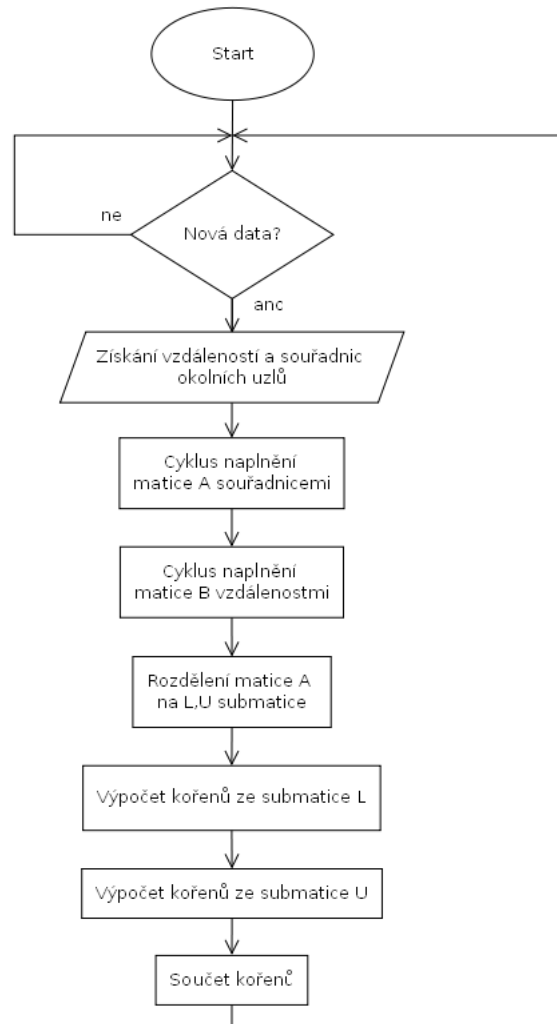 Start
ne
Nová data?
anc
Získání vzdáleností a souřadnic
okolních uzlů
Cyklus naplnění
matice A souřadnicemi
Cyklus naplnění
matice B vzdálenostmi
Rozdělení matice A
na L,U submatice
Výpočet kořenů ze submatice L
Výpočet kořenů ze submatice U
Součet kořenů